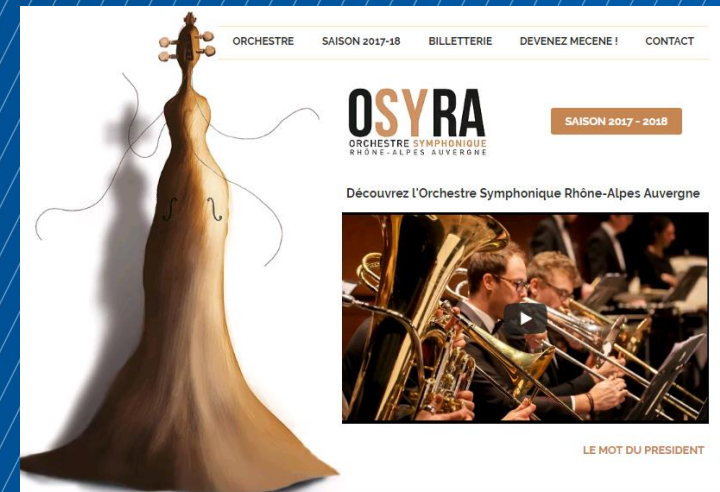 ORCHESTRE SAISON 2017-18 BILLETTERIE DEVENEZ MECENE ! CONTACT
OSYRA
ORCHESTRE SYMPHONIQUE
RHÔNE-ALPES AUVERGNE
SAISON 2017 - 2018
Découvrez l'Orchestre Symphonique Rhône-Alpes Auvergne
LE MOT DU PRESIDENT